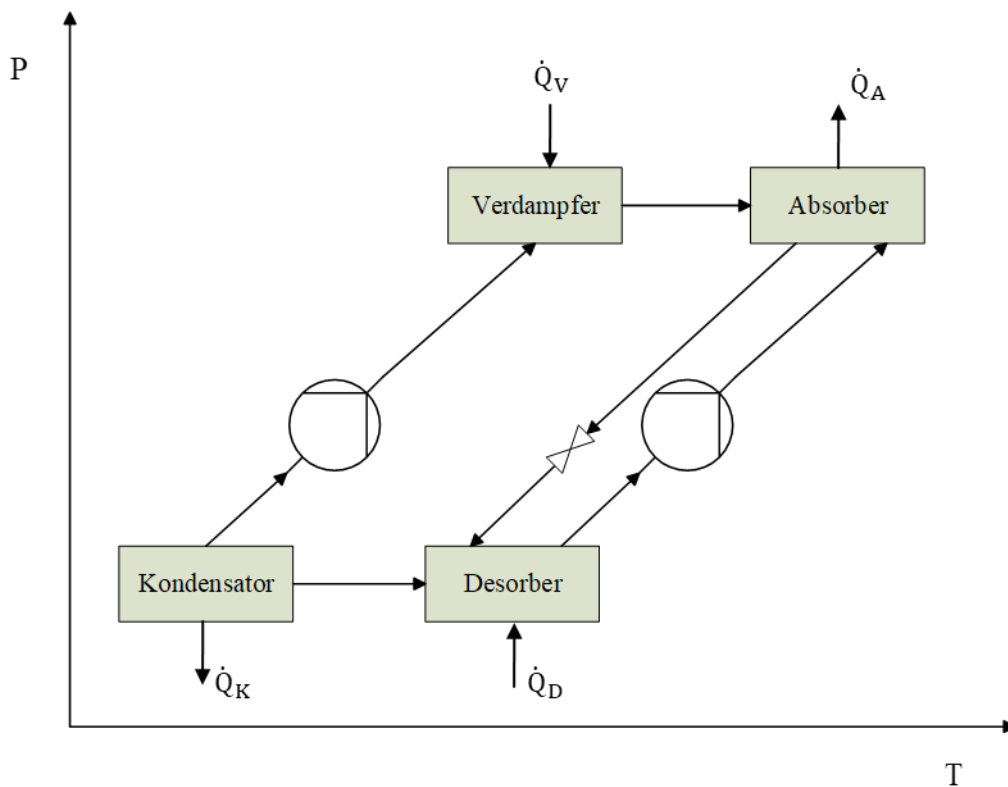 P
Q̇V
Q̇A
Verdampfer
Absorber
Kondensator
Desorber
Q̇K
Q̇D
T